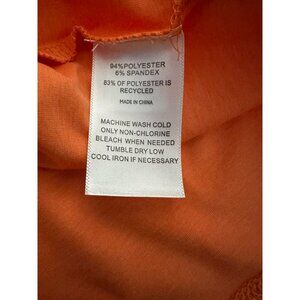 94%POLYESTER
6% SPANDEX
83% OF POLYESTER IS
RECYCLED
MADE IN CHINA
MACHINE WASH COLD
ONLY NON-CHLORINE
BLEACH WHEN NEEDED
TUMBLE DRY LOW
COOL IRON IF NECESSARY